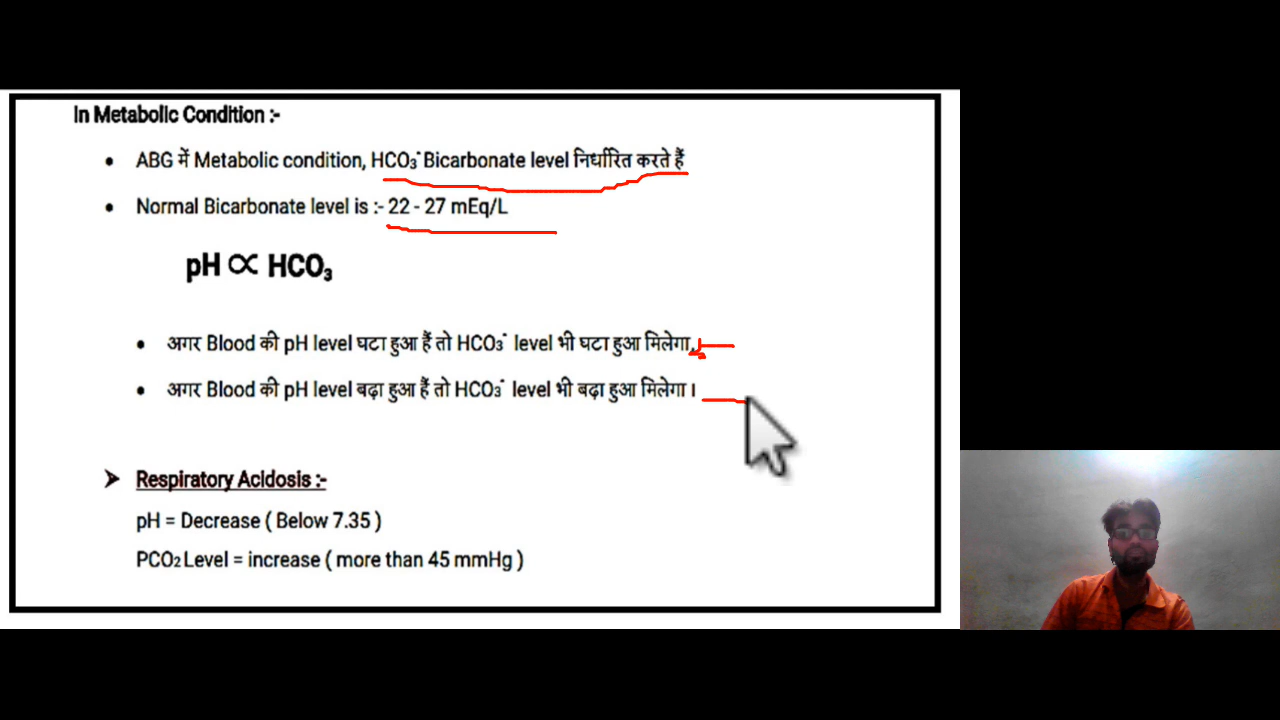 In Metabolic Condition :-
• ABG में Metabolic condition, HCO₃⁻ Bicarbonate level निर्धारित करते हैं
• Normal Bicarbonate level is :- 22 - 27 mEq/L
pH ∝ HCO₃
• अगर Blood की pH level घटा हुआ हैं तो HCO₃⁻ level भी घटा हुआ मिलेगा,
• अगर Blood की pH level बढ़ा हुआ हैं तो HCO₃⁻ level भी बढ़ा हुआ मिलेगा ।
➤ Respiratory Acidosis :-
pH = Decrease ( Below 7.35 )
PCO₂ Level = increase ( more than 45 mmHg )